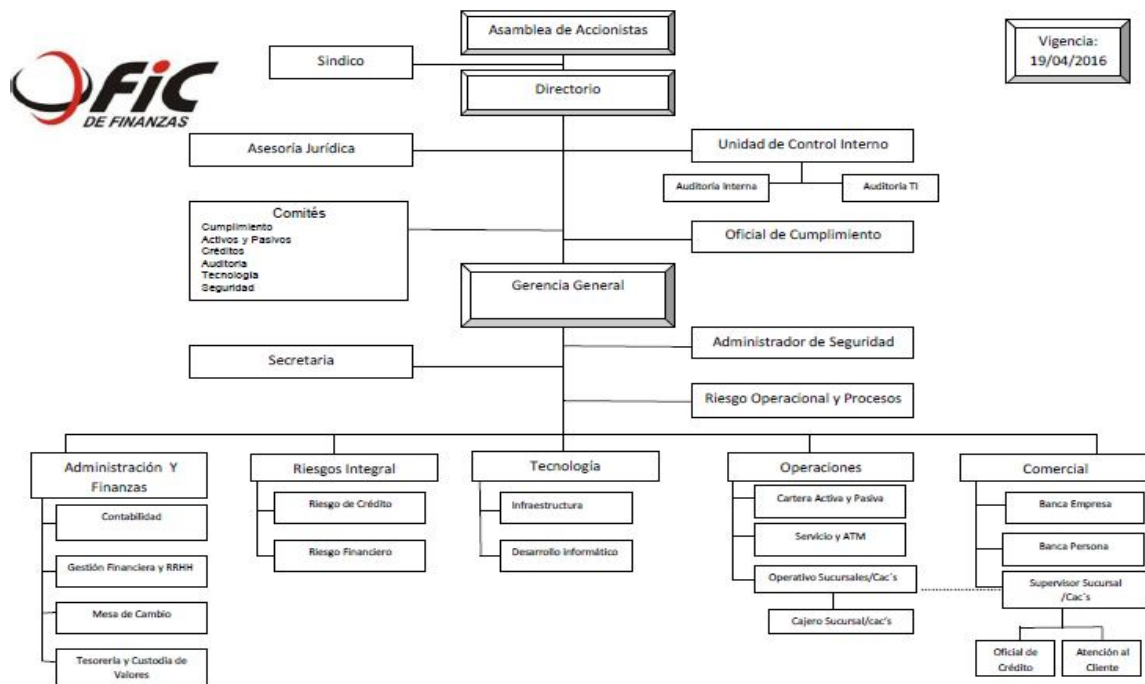 Asamblea de Accionistas
Vigencia:
19/04/2016
Sindico
FiC
DE FINANZAS
Directorio
Asesoría Jurídica
Unidad de Control Interno
Auditoría Interna
Auditoría TI
Comités
Cumplimiento
Activos y Pasivos
Créditos
Auditoria
Tecnología
Seguridad
Oficial de Cumplimiento
Gerencia General
Administrador de Seguridad
Secretaria
Riesgo Operacional y Procesos
Administración Y
Finanzas
Contabilidad
Gestión Financiera y RRHH
Mesa de Cambio
Tesorería y Custodia de
Valores
Riesgos Integral
Riesgo de Crédito
Riesgo Financiero
Tecnología
Infraestructura
Desarrollo informático
Operaciones
Cartera Activa y Pasiva
Servicio y ATM
Operativo Sucursales/Cac´s
Cajero Sucursal/cac's
Comercial
Banca Empresa
Banca Persona
Supervisor Sucursal
/Cac´s
Oficial de
Crédito
Atención al
Cliente